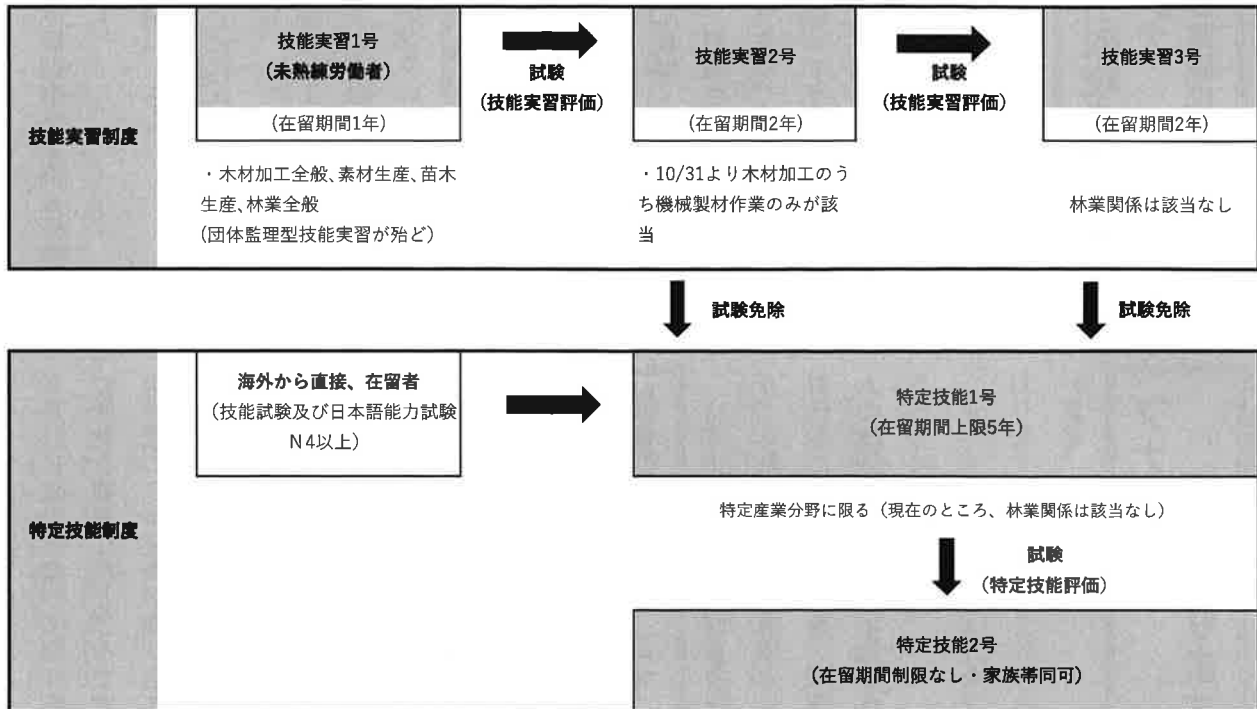 技能実習制度
技能実習1号
(未熟練労働者)
(在留期間1年)
・木材加工全般、素材生産、苗木
生産、林業全般
(団体監理型技能実習が殆ど)
試験
(技能実習評価)
技能実習2号
(在留期間2年)
・10/31より木材加工のう
ち機械製材作業のみが該
当
試験
(技能実習評価)
技能実習3号
(在留期間2年)
林業関係は該当なし
試験免除
試験免除
特定技能制度
海外から直接、在留者
(技能試験及び日本語能力試験
N4以上)
特定技能1号
(在留期間上限5年)
特定産業分野に限る(現在のところ、林業関係は該当なし)
試験
(特定技能評価)
特定技能2号
(在留期間制限なし・家族帯同可)